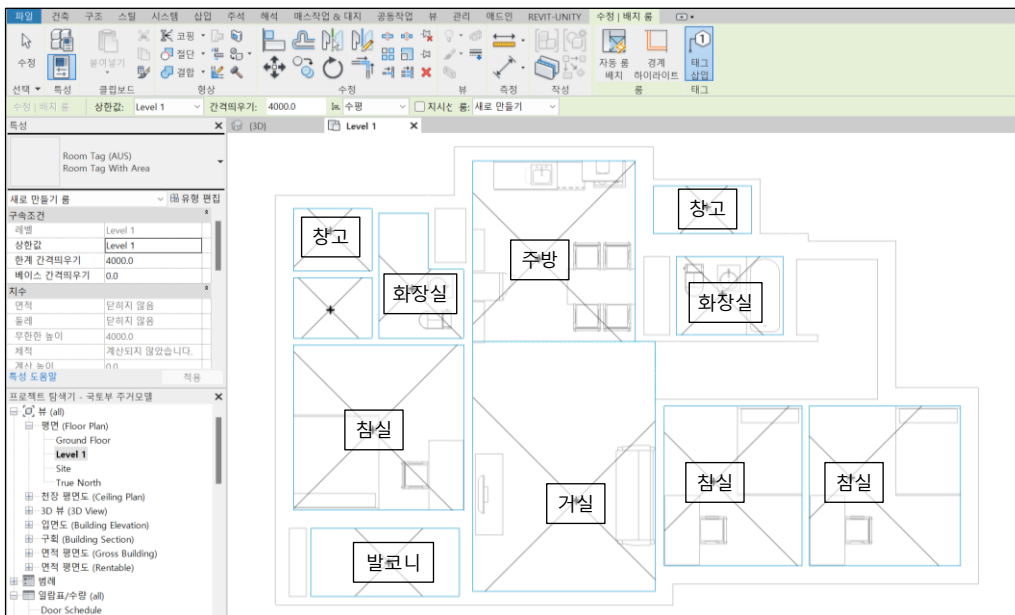 파일 건축 구조 스틸 시스템 삽입 주석 해석 매스작업 & 대지 공동작업 뷰 관리 애드인 REVIT-UNITY 수정 | 배치 룸
수정
붙여넣기
코핑
절단
결합
자동 룸 배치
경계 하이라이트
태그 삽입
선택 특성 클립보드 형상 수정 뷰 측정 작성 룸 태그
수정 | 배치 룸 상한값: Level 1 간격띄우기: 4000.0 수평 지시선 룸: 새로 만들기
특성
(3D)
Level 1
Room Tag (AUS)
Room Tag With Area
새로 만들기 룸 유형 편집
구속조건
레벨 Level 1
상한값 Level 1
한계 간격띄우기 4000.0
베이스 간격띄우기 0.0
치수
면적 닫히지 않음
둘레 닫히지 않음
무한한 높이 4000.0
체적 계산되지 않았습니다.
계산 높이 0.0
특성 도움말 적용
프로젝트 탐색기 - 국토부 주거모델
뷰 (all)
평면 (Floor Plan)
Ground Floor
Level 1
Site
True North
천장 평면도 (Ceiling Plan)
3D 뷰 (3D View)
입면도 (Building Elevation)
구획 (Building Section)
면적 평면도 (Gross Building)
면적 평면도 (Rentable)
범례
일람표/수량 (all)
Door Schedule
창고
창고
주방
화장실
화장실
침실
침실
침실
거실
발코니